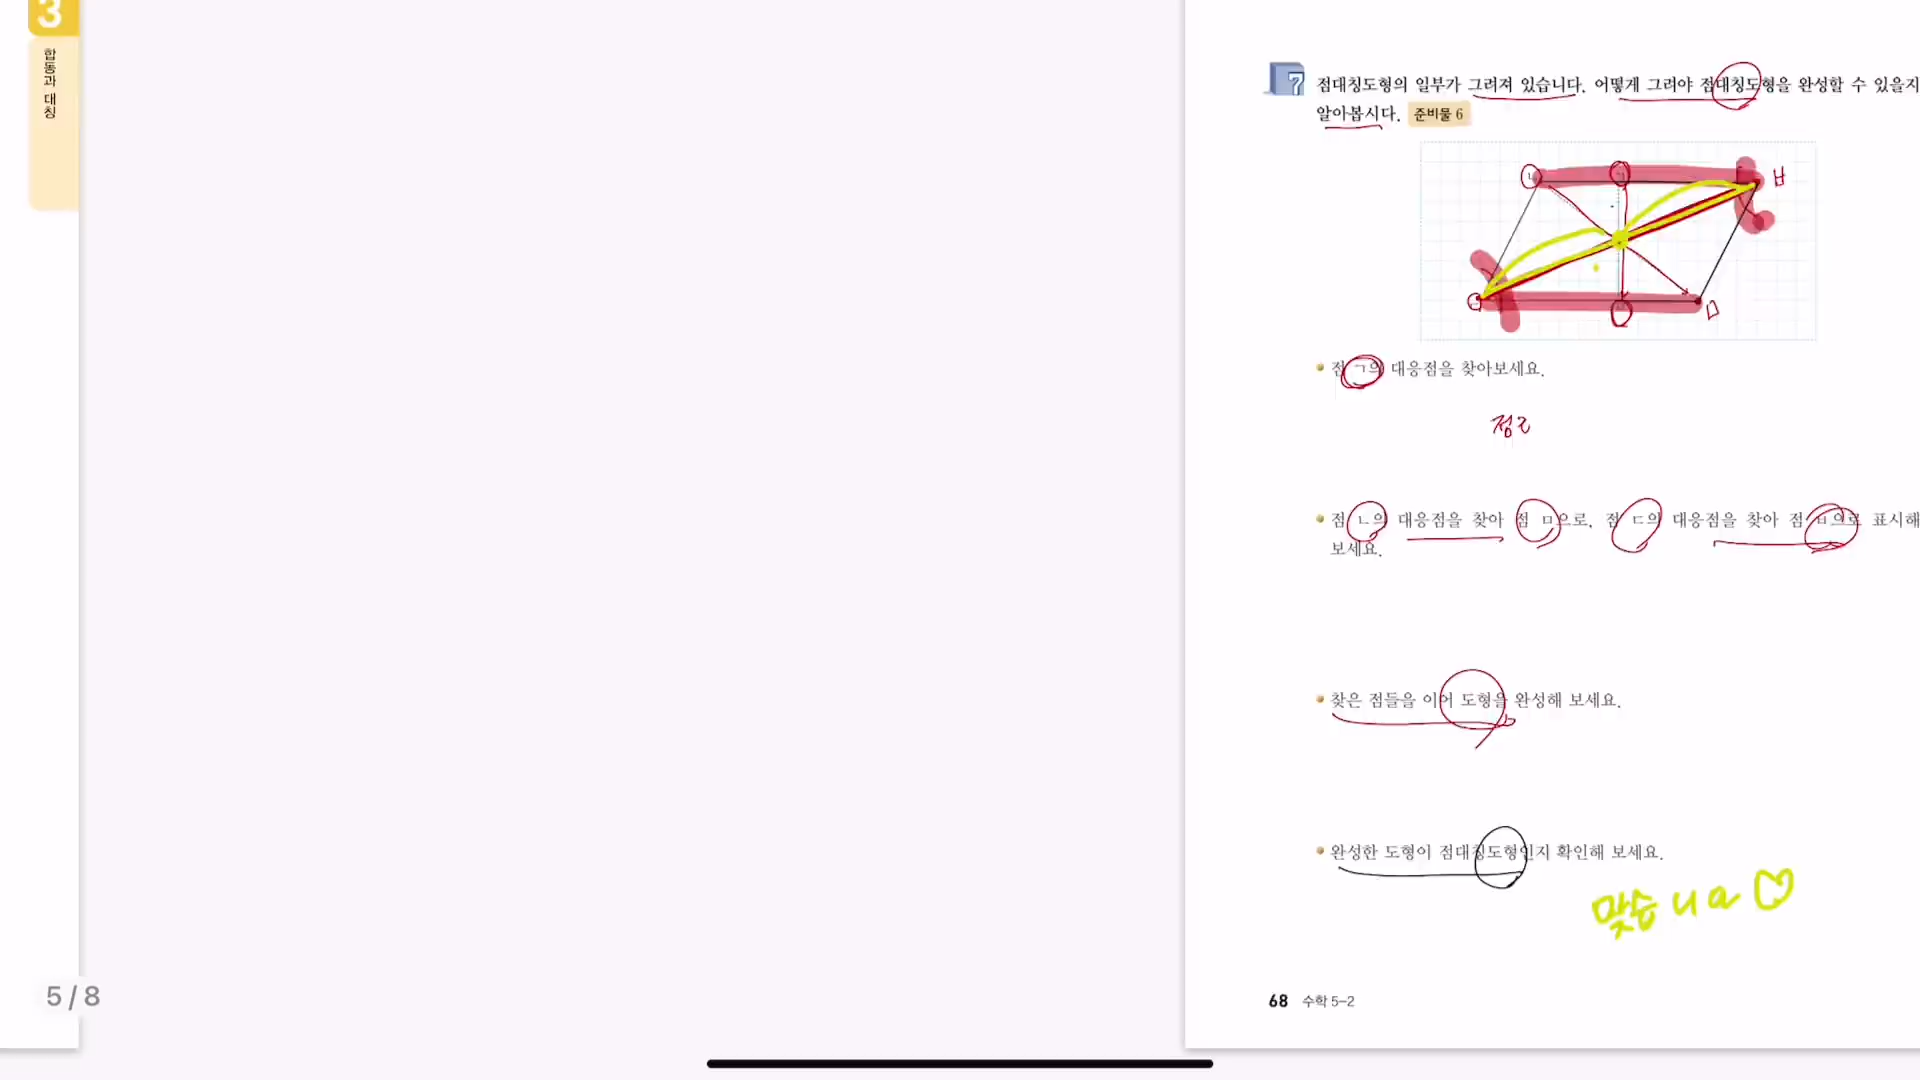 3
합동과 대칭
7 점대칭도형의 일부가 그려져 있습니다. 어떻게 그려야 점대칭도형을 완성할 수 있을지
알아봅시다. 준비물 6
ㄴ ㄱ ㅂ
ㄷ ㅁ
점 ㄱ의 대응점을 찾아보세요.
점ㄹ
점 ㄴ의 대응점을 찾아 점 ㅁ으로, 점 ㄷ의 대응점을 찾아 점 ㅂ으로 표시해
보세요.
찾은 점들을 이어 도형을 완성해 보세요.
완성한 도형이 점대칭도형인지 확인해 보세요.
맞습니다
68 수학 5-2
5 / 8